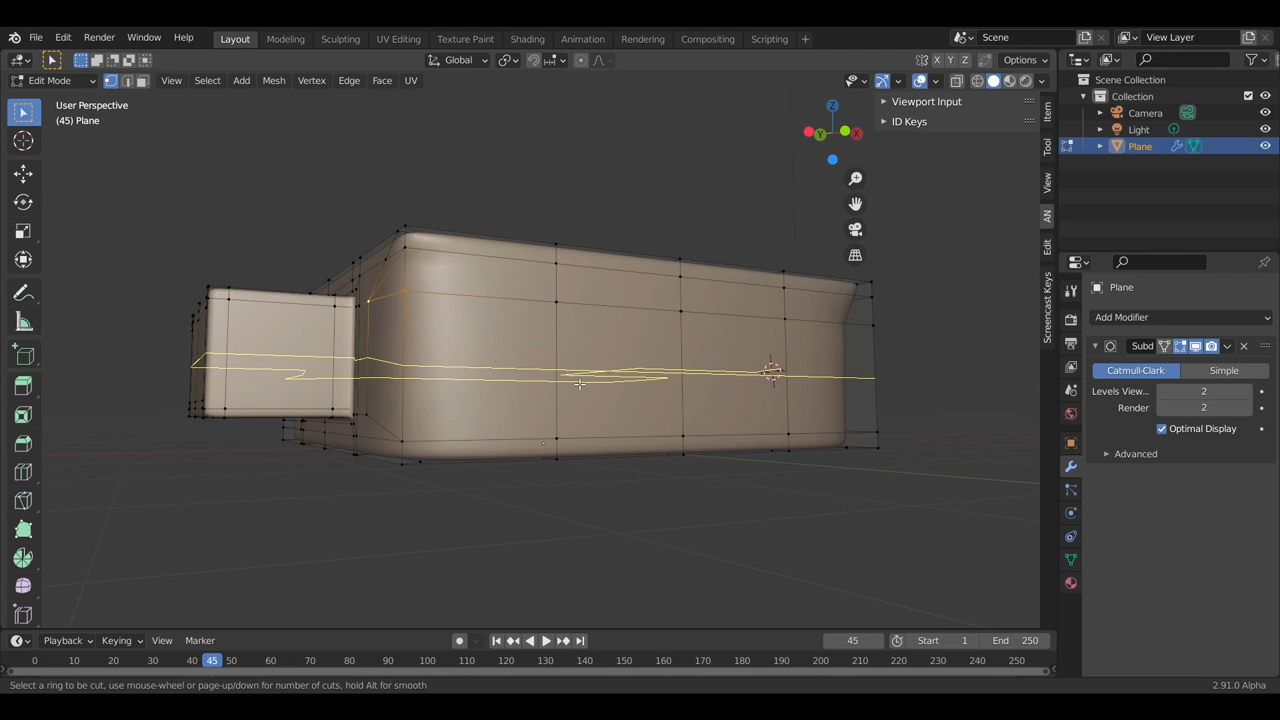 File Edit Render Window Help Layout Modeling Sculpting UV Editing Texture Paint Shading Animation Rendering Compositing Scripting + Scene View Layer
Global Options
Edit Mode View Select Add Mesh Vertex Edge Face UV X Y Z
User Perspective
(45) Plane
Viewport Input
ID Keys
Z
Y
X
Item
Tool
View
AN
Edit
Screencast Keys
Scene Collection
Collection
Camera
Light
Plane
Plane
Add Modifier
Subd
Catmull-Clark Simple
Levels View... 2
Render 2
Optimal Display
Advanced
Playback Keying View Marker 45 Start 1 End 250
0 10 20 30 40 45 50 60 70 80 90 100 110 120 130 140 150 160 170 180 190 200 210 220 230 240 250
Select a ring to be cut, use mouse-wheel or page-up/down for number of cuts, hold Alt for smooth 2.91.0 Alpha